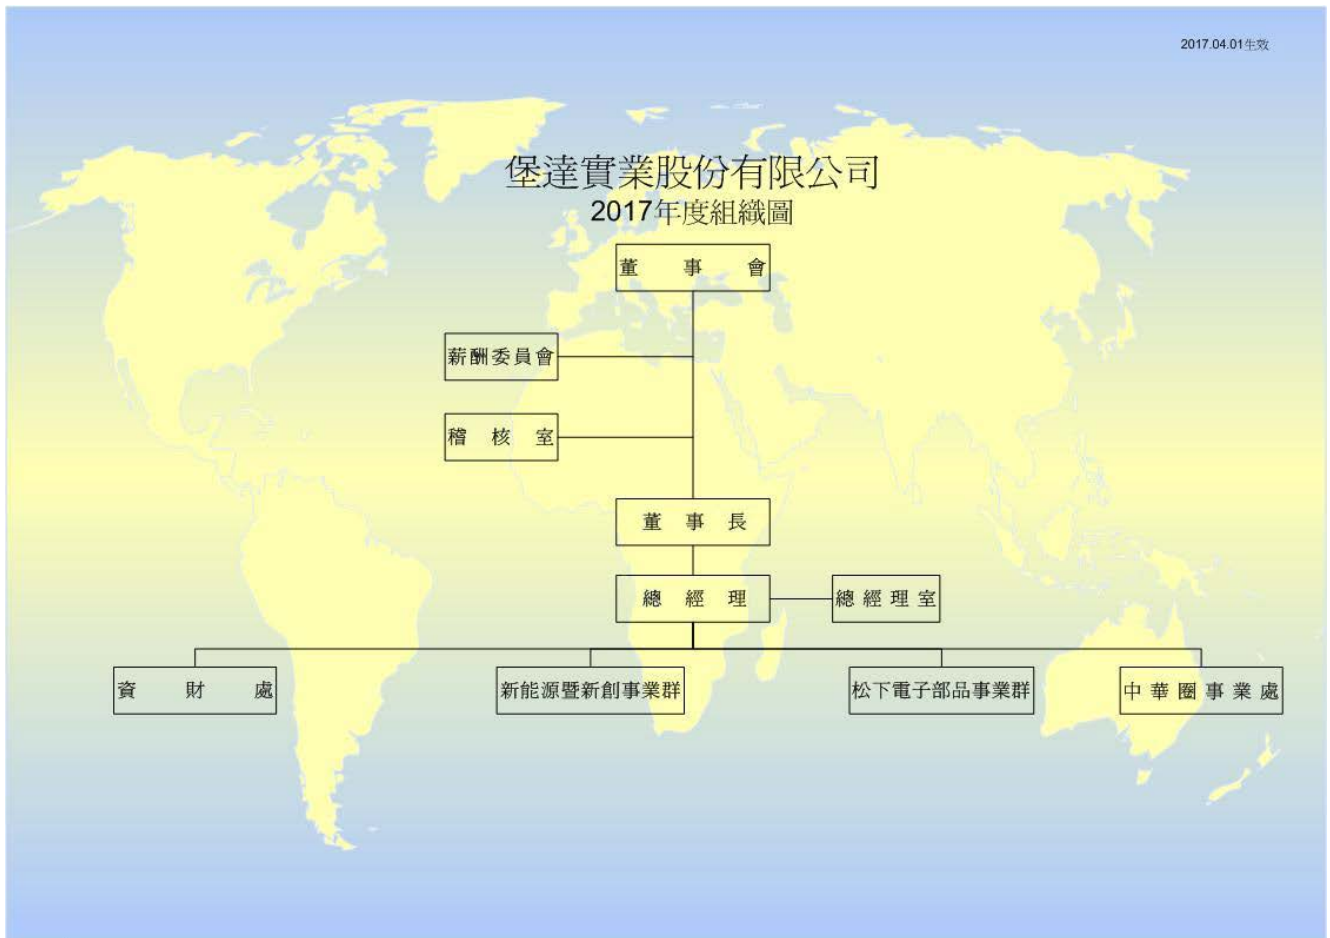 2017.04.01生效
堡達實業股份有限公司
2017年度組織圖
董事會
薪酬委員會
稽核室
董事長
總經理
總經理室
資財處
新能源暨新創事業群
松下電子部品事業群
中華圈事業處